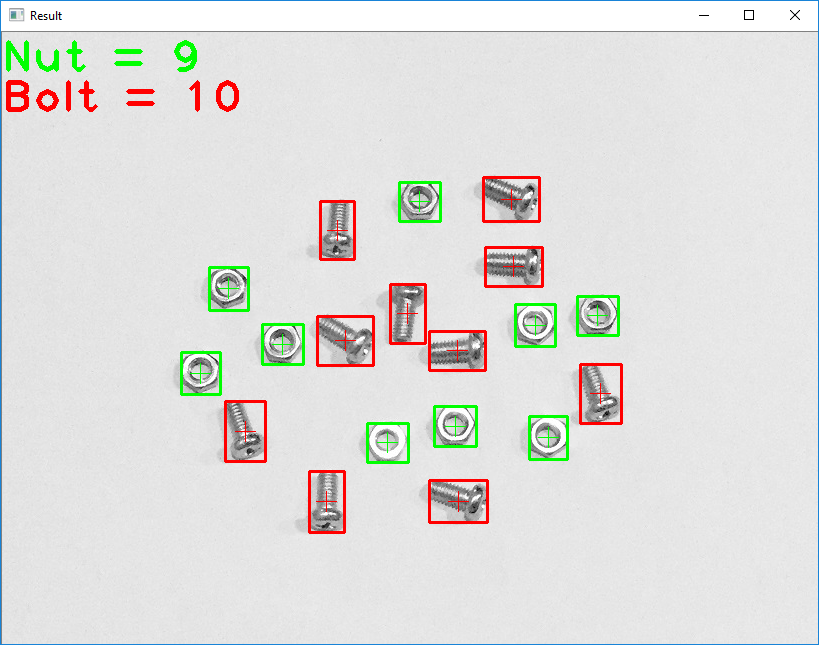 Result
Nut = 9
Bolt = 10